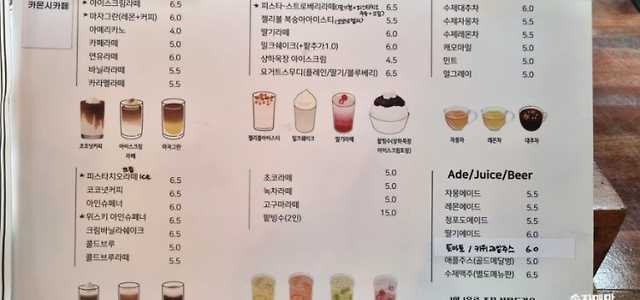 카몬시카페
아이스크림라떼 6.5
* 마자그란(레몬+커피) 6.0
아메리카노 4.0
카페라떼 5.0
연유라떼 6.0
바닐라라떼 5.5
카라멜라떼 5.5
코코넛커피
아이스크림
라떼
마자그란
* 피스타치오라떼 ice 6.5
코코넛커피 6.0
아인슈페너 6.0
* 위스키 아인슈페너 6.5
크림바닐라쉐이크 6.5
콜드브루 5.0
콜드브루라떼 5.5
* 피스타-스트로베리라떼 6.5
젤리볼 복숭아아이스티 5.5
딸기라떼 6.0
밀크쉐이크(+팥추가1.0) 6.0
상하목장 아이스크림 4.5
요거트스무디(플레인/딸기/블루베리) 6.5
젤리볼아이스티
밀크쉐이크
딸기라떼
팥빙수(상하목장
아이스크림포함)
초코라떼 5.0
녹차라떼 5.0
고구마라떼 5.0
팥빙수(2인) 15.0
수제대추차 6.5
수제자몽차 5.5
수제레몬차 5.5
캐모마일 5.0
민트 5.0
얼그레이 5.0
자몽차
레몬차
대추차
Ade/Juice/Beer
자몽에이드 5.5
레몬에이드 5.5
청포도에이드 5.5
딸기에이드 6.0
토마토 / 키위과일주스 6.0
애플주스(골드메달병) 5.0
수제맥주(별도메뉴판) 6.5